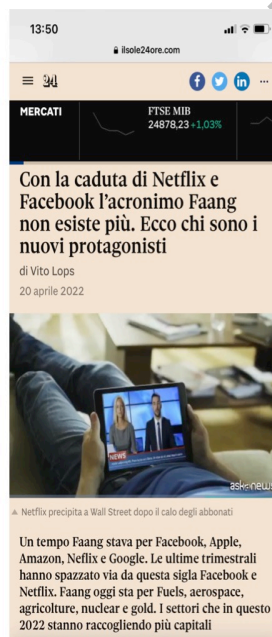 13:50
ilsole24ore.com
24
MERCATI
FTSE MIB
24878,23 +1,03%
Con la caduta di Netflix e
Facebook l'acronimo Faang
non esiste più. Ecco chi sono i
nuovi protagonisti
di Vito Lops
20 aprile 2022
NEWS
askanews
Netflix precipita a Wall Street dopo il calo degli abbonati
Un tempo Faang stava per Facebook, Apple,
Amazon, Neflix e Google. Le ultime trimestrali
hanno spazzato via da questa sigla Facebook e
Netflix. Faang oggi sta per Fuels, aerospace,
agricolture, nuclear e gold. I settori che in questo
2022 stanno raccogliendo più capitali